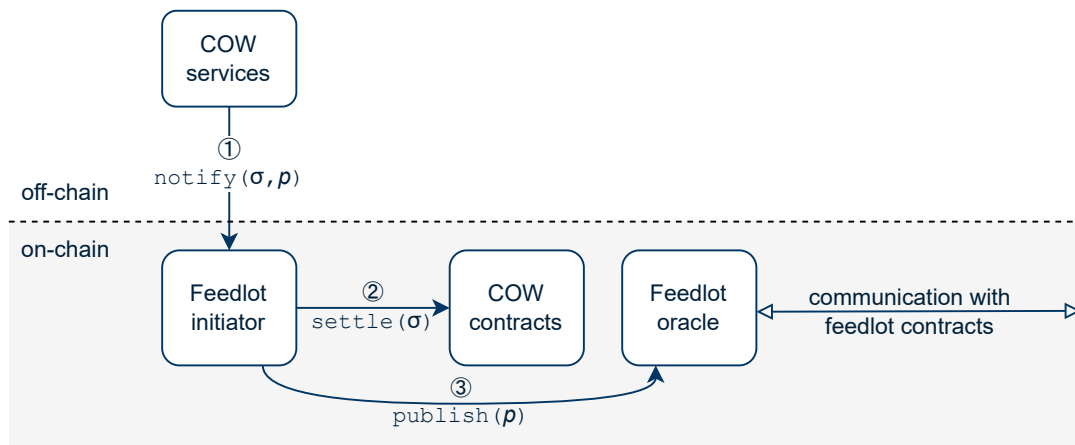 COW
services
①
notify(σ,p)
off-chain
on-chain
Feedlot
initiator
②
settle(σ)
COW
contracts
Feedlot
oracle
communication with
feedlot contracts
③
publish(p)